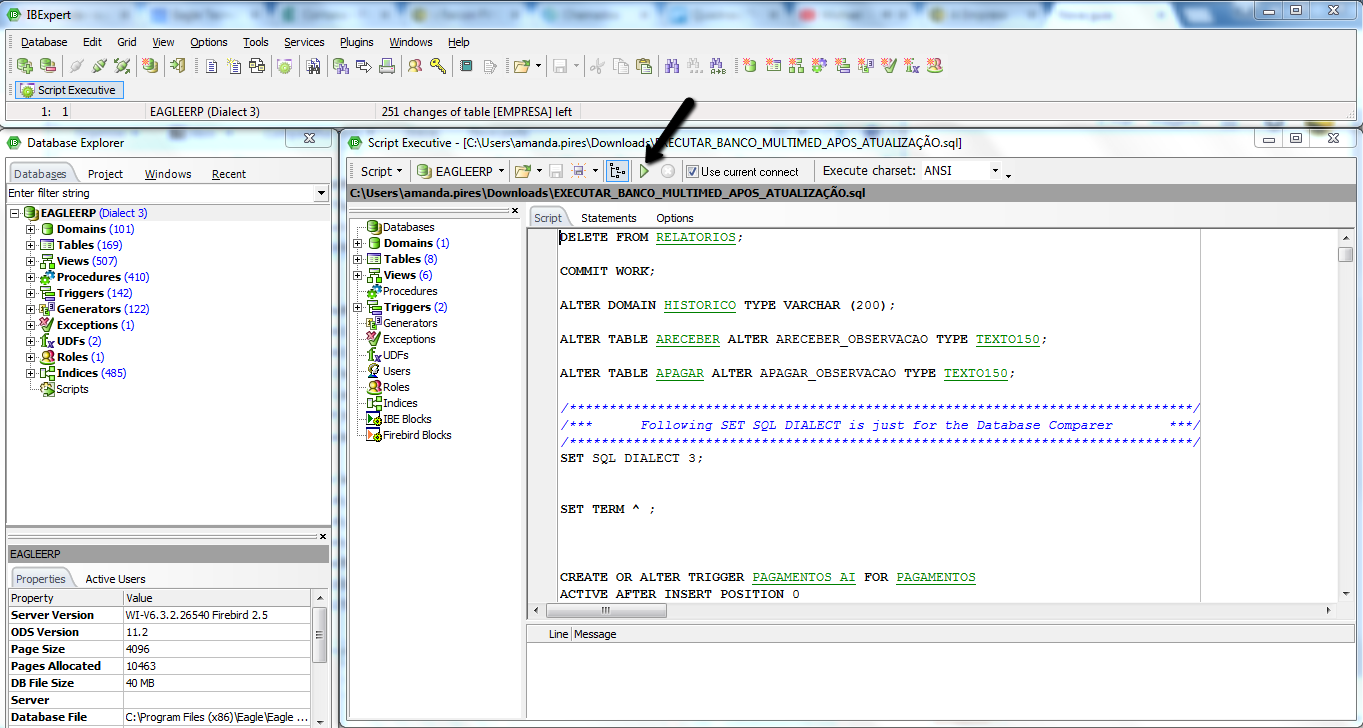 IBExpert
Database Edit Grid View Options Tools Services Plugins Windows Help
Script Executive
1: 1 EAGLEERP (Dialect 3) 251 changes of table [EMPRESA] left
Database Explorer
Databases Project Windows Recent
Enter filter string
EAGLEERP (Dialect 3)
Domains (101)
Tables (169)
Views (507)
Procedures (410)
Triggers (142)
Generators (122)
Exceptions (1)
UDFs (2)
Roles (1)
Indices (485)
Scripts
EAGLEERP
Properties Active Users
Property Value
Server Version WI-V6.3.2.26540 Firebird 2.5
ODS Version 11.2
Page Size 4096
Pages Allocated 10463
DB File Size 40 MB
Server
Database File C:\Program Files (x86)\Eagle\Eagle ...
Script Executive - [C:\Users\amanda.pires\Downloads\EXECUTAR_BANCO_MULTIMED_APOS_ATUALIZAÇÃO.sql]
Script EAGLEERP Use current connect Execute charset: ANSI
C:\Users\amanda.pires\Downloads\EXECUTAR_BANCO_MULTIMED_APOS_ATUALIZAÇÃO.sql
Databases
Domains (1)
Tables (8)
Views (6)
Procedures
Triggers (2)
Generators
Exceptions
UDFs
Users
Roles
Indices
IBE Blocks
Firebird Blocks
Script Statements Options
DELETE FROM RELATORIOS;
COMMIT WORK;
ALTER DOMAIN HISTORICO TYPE VARCHAR (200);
ALTER TABLE ARECEBER ALTER ARECEBER_OBSERVACAO TYPE TEXTO150;
ALTER TABLE APAGAR ALTER APAGAR_OBSERVACAO TYPE TEXTO150;
/******************************************************************************/
/*** Following SET SQL DIALECT is just for the Database Comparer ***/
/******************************************************************************/
SET SQL DIALECT 3;
SET TERM ^ ;
CREATE OR ALTER TRIGGER PAGAMENTOS_AI FOR PAGAMENTOS
ACTIVE AFTER INSERT POSITION 0
Line Message